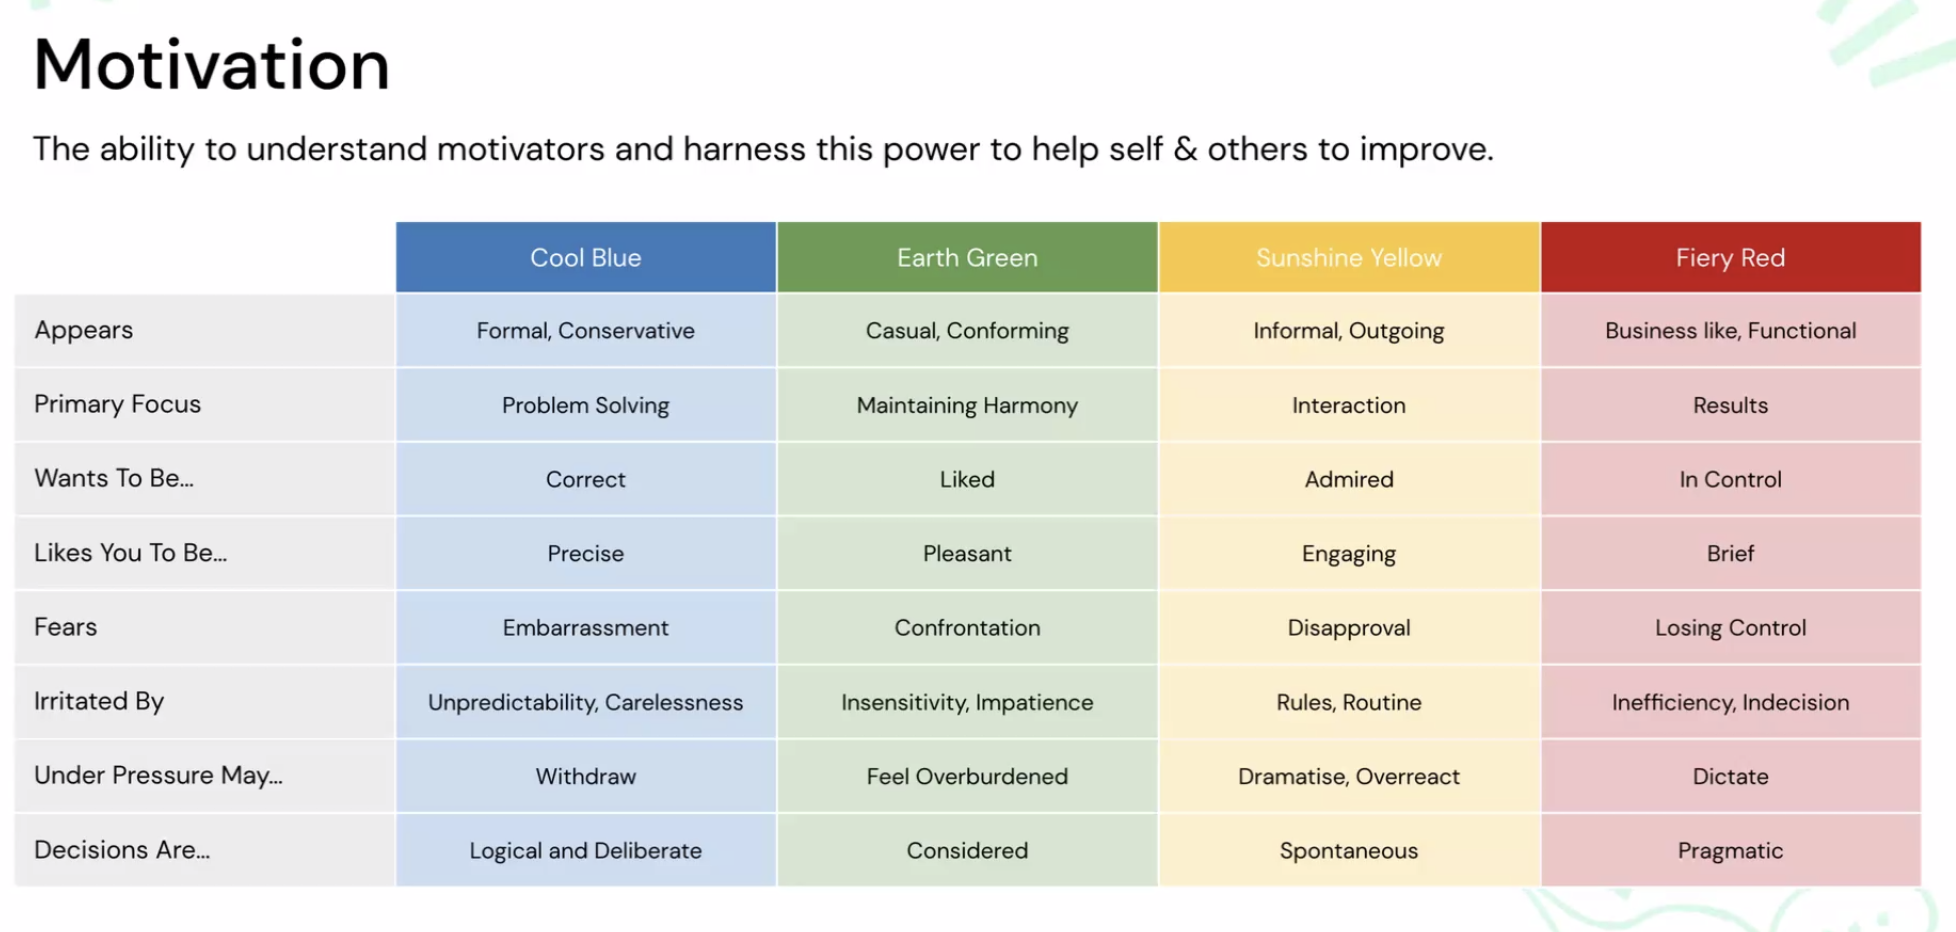 Motivation
The ability to understand motivators and harness this power to help self & others to improve.
Cool Blue Earth Green Sunshine Yellow Fiery Red
Appears Formal, Conservative Casual, Conforming Informal, Outgoing Business like, Functional
Primary Focus Problem Solving Maintaining Harmony Interaction Results
Wants To Be... Correct Liked Admired In Control
Likes You To Be... Precise Pleasant Engaging Brief
Fears Embarrassment Confrontation Disapproval Losing Control
Irritated By Unpredictability, Carelessness Insensitivity, Impatience Rules, Routine Inefficiency, Indecision
Under Pressure May... Withdraw Feel Overburdened Dramatise, Overreact Dictate
Decisions Are... Logical and Deliberate Considered Spontaneous Pragmatic